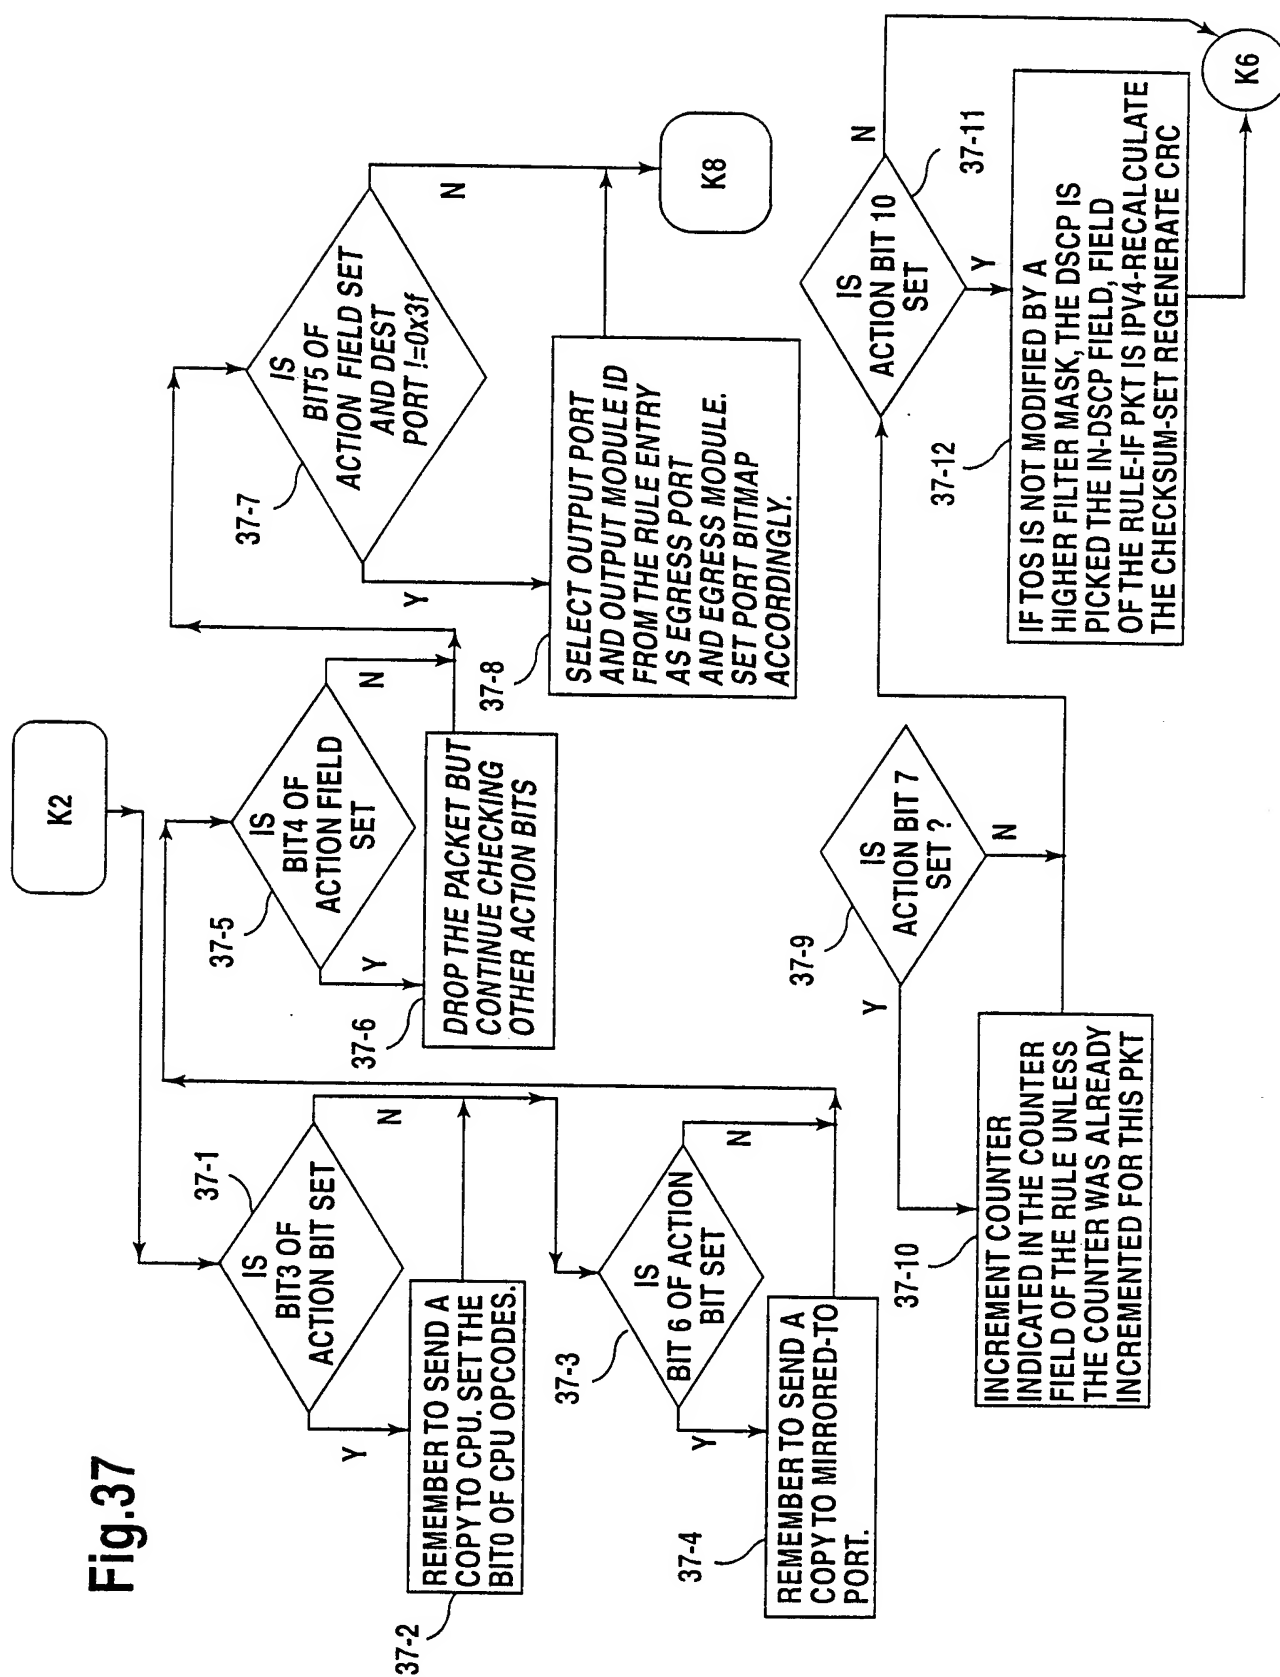 Fig.37
K2
37-1
IS
BIT3 OF
ACTION BIT SET
Y
N
37-2
REMEMBER TO SEND A
COPY TO CPU. SET THE
BIT0 OF CPU OPCODES.
37-3
IS
BIT 6 OF ACTION
BIT SET
Y
N
37-4
REMEMBER TO SEND A
COPY TO MIRRORED-TO
PORT.
37-5
IS
BIT4 OF
ACTION FIELD
SET
Y
N
37-6
DROP THE PACKET BUT
CONTINUE CHECKING
OTHER ACTION BITS
37-7
IS
BIT5 OF
ACTION FIELD SET
AND DEST
PORT !=0x3f
Y
N
37-8
SELECT OUTPUT PORT
AND OUTPUT MODULE ID
FROM THE RULE ENTRY
AS EGRESS PORT
AND EGRESS MODULE.
SET PORT BITMAP
ACCORDINGLY.
K8
37-9
IS
ACTION BIT 7
SET ?
Y
N
37-10
INCREMENT COUNTER
INDICATED IN THE COUNTER
FIELD OF THE RULE UNLESS
THE COUNTER WAS ALREADY
INCREMENTED FOR THIS PKT
37-11
IS
ACTION BIT 10
SET
Y
N
37-12
IF TOS IS NOT MODIFIED BY A
HIGHER FILTER MASK, THE DSCP IS
PICKED THE IN-DSCP FIELD, FIELD
OF THE RULE-IF PKT IS IPV4-RECALCULATE
THE CHECKSUM-SET REGENERATE CRC
K6